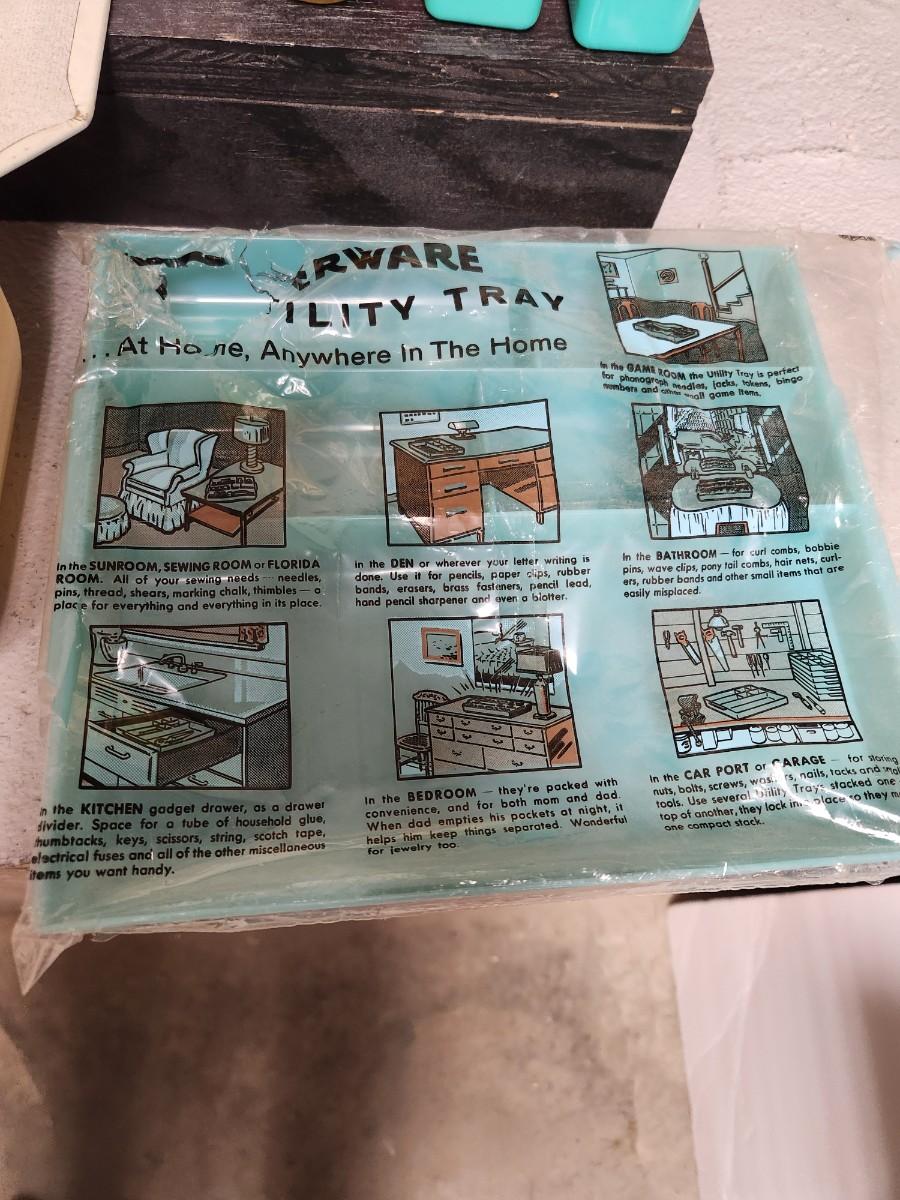 ERWARE
ILITY TRAY
...At Home, Anywhere In The Home
In the GAME ROOM the Utility Tray is perfect
for phonograph needles, jacks, tokens, bingo
numbers and other small game items.
In the SUNROOM, SEWING ROOM or FLORIDA
ROOM. All of your sewing needs — needles,
pins, thread, shears, marking chalk, thimbles — a
place for everything and everything in its place.
In the DEN or wherever your letter writing is
done. Use it for pencils, paper clips, rubber
bands, erasers, brass fasteners, pencil lead,
hand pencil sharpener and even a blotter.
In the BATHROOM — for curl combs, bobbie
pins, wave clips, pony tail combs, hair nets, curl-
ers, rubber bands and other small items that are
easily misplaced.
In the KITCHEN gadget drawer, as a drawer
divider. Space for a tube of household glue,
thumbtacks, keys, scissors, string, scotch tape,
electrical fuses and all of the other miscellaneous
items you want handy.
In the BEDROOM — they're packed with
convenience, and for both mom and dad.
When dad empties his pockets at night, it
helps him keep things separated. Wonderful
for jewelry too.
In the CAR PORT or GARAGE — for storing
nuts, bolts, screws, washers, nails, tacks and small
tools. Use several Utility Trays stacked one
top of another, they lock into place so they m
one compact stack.